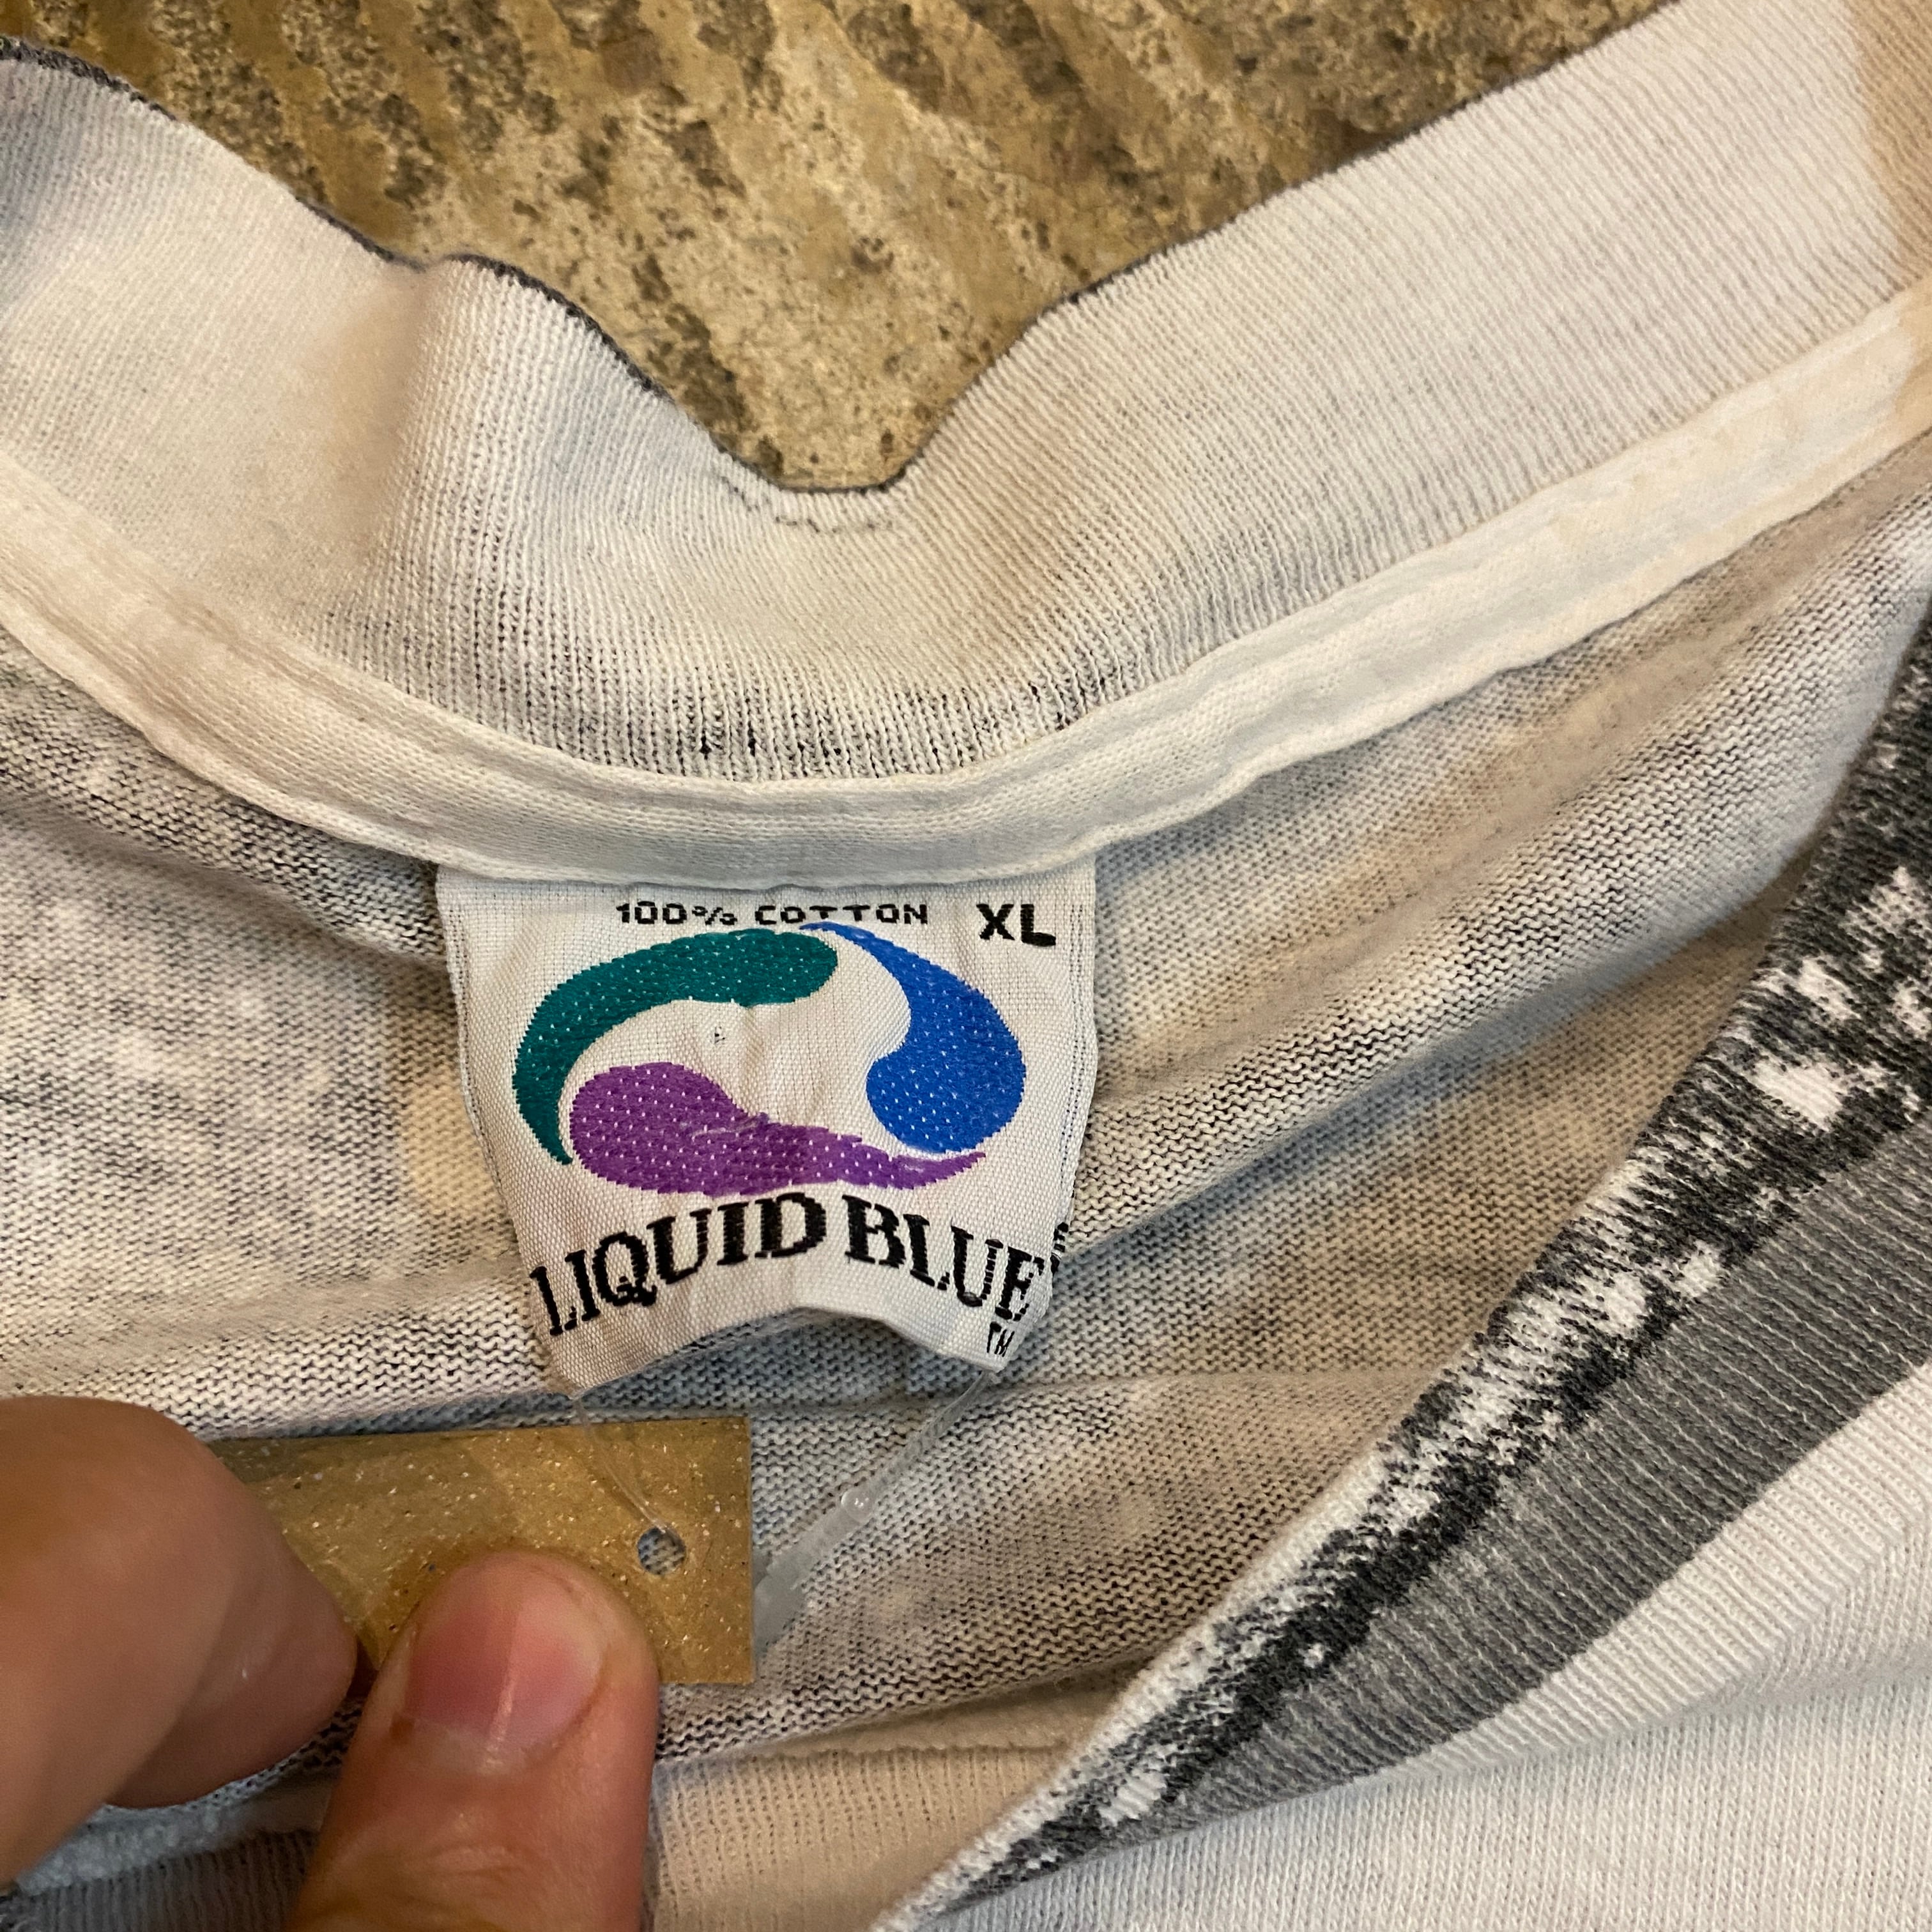 100% COTTON XL
LIQUID BLUE
TM